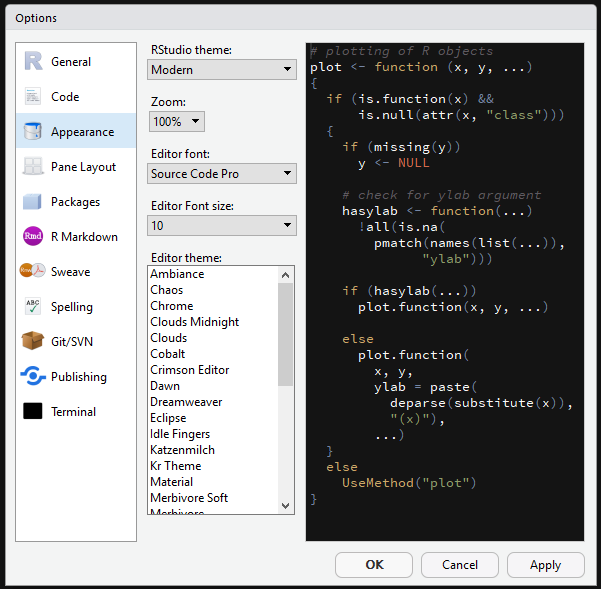 Options
General
Code
Appearance
Pane Layout
Packages
Rmd R Markdown
Rnw Sweave
ABC Spelling
Git/SVN
Publishing
Terminal
RStudio theme:
Modern
Zoom:
100%
Editor font:
Source Code Pro
Editor Font size:
10
Editor theme:
Ambiance
Chaos
Chrome
Clouds Midnight
Clouds
Cobalt
Crimson Editor
Dawn
Dreamweaver
Eclipse
Idle Fingers
Katzenmilch
Kr Theme
Material
Merbivore Soft
Merbivore
# plotting of R objects
plot <- function (x, y, ...)
{
  if (is.function(x) &&
      is.null(attr(x, "class")))
  {
    if (missing(y))
      y <- NULL
    # check for ylab argument
    hasylab <- function(...)
      !all(is.na(
        pmatch(names(list(...)),
              "ylab")))
    if (hasylab(...))
      plot.function(x, y, ...)
    else
      plot.function(
        x, y,
        ylab = paste(
          deparse(substitute(x)),
          "(x)"),
        ...)
  }
  else
    UseMethod("plot")
}
OK
Cancel
Apply